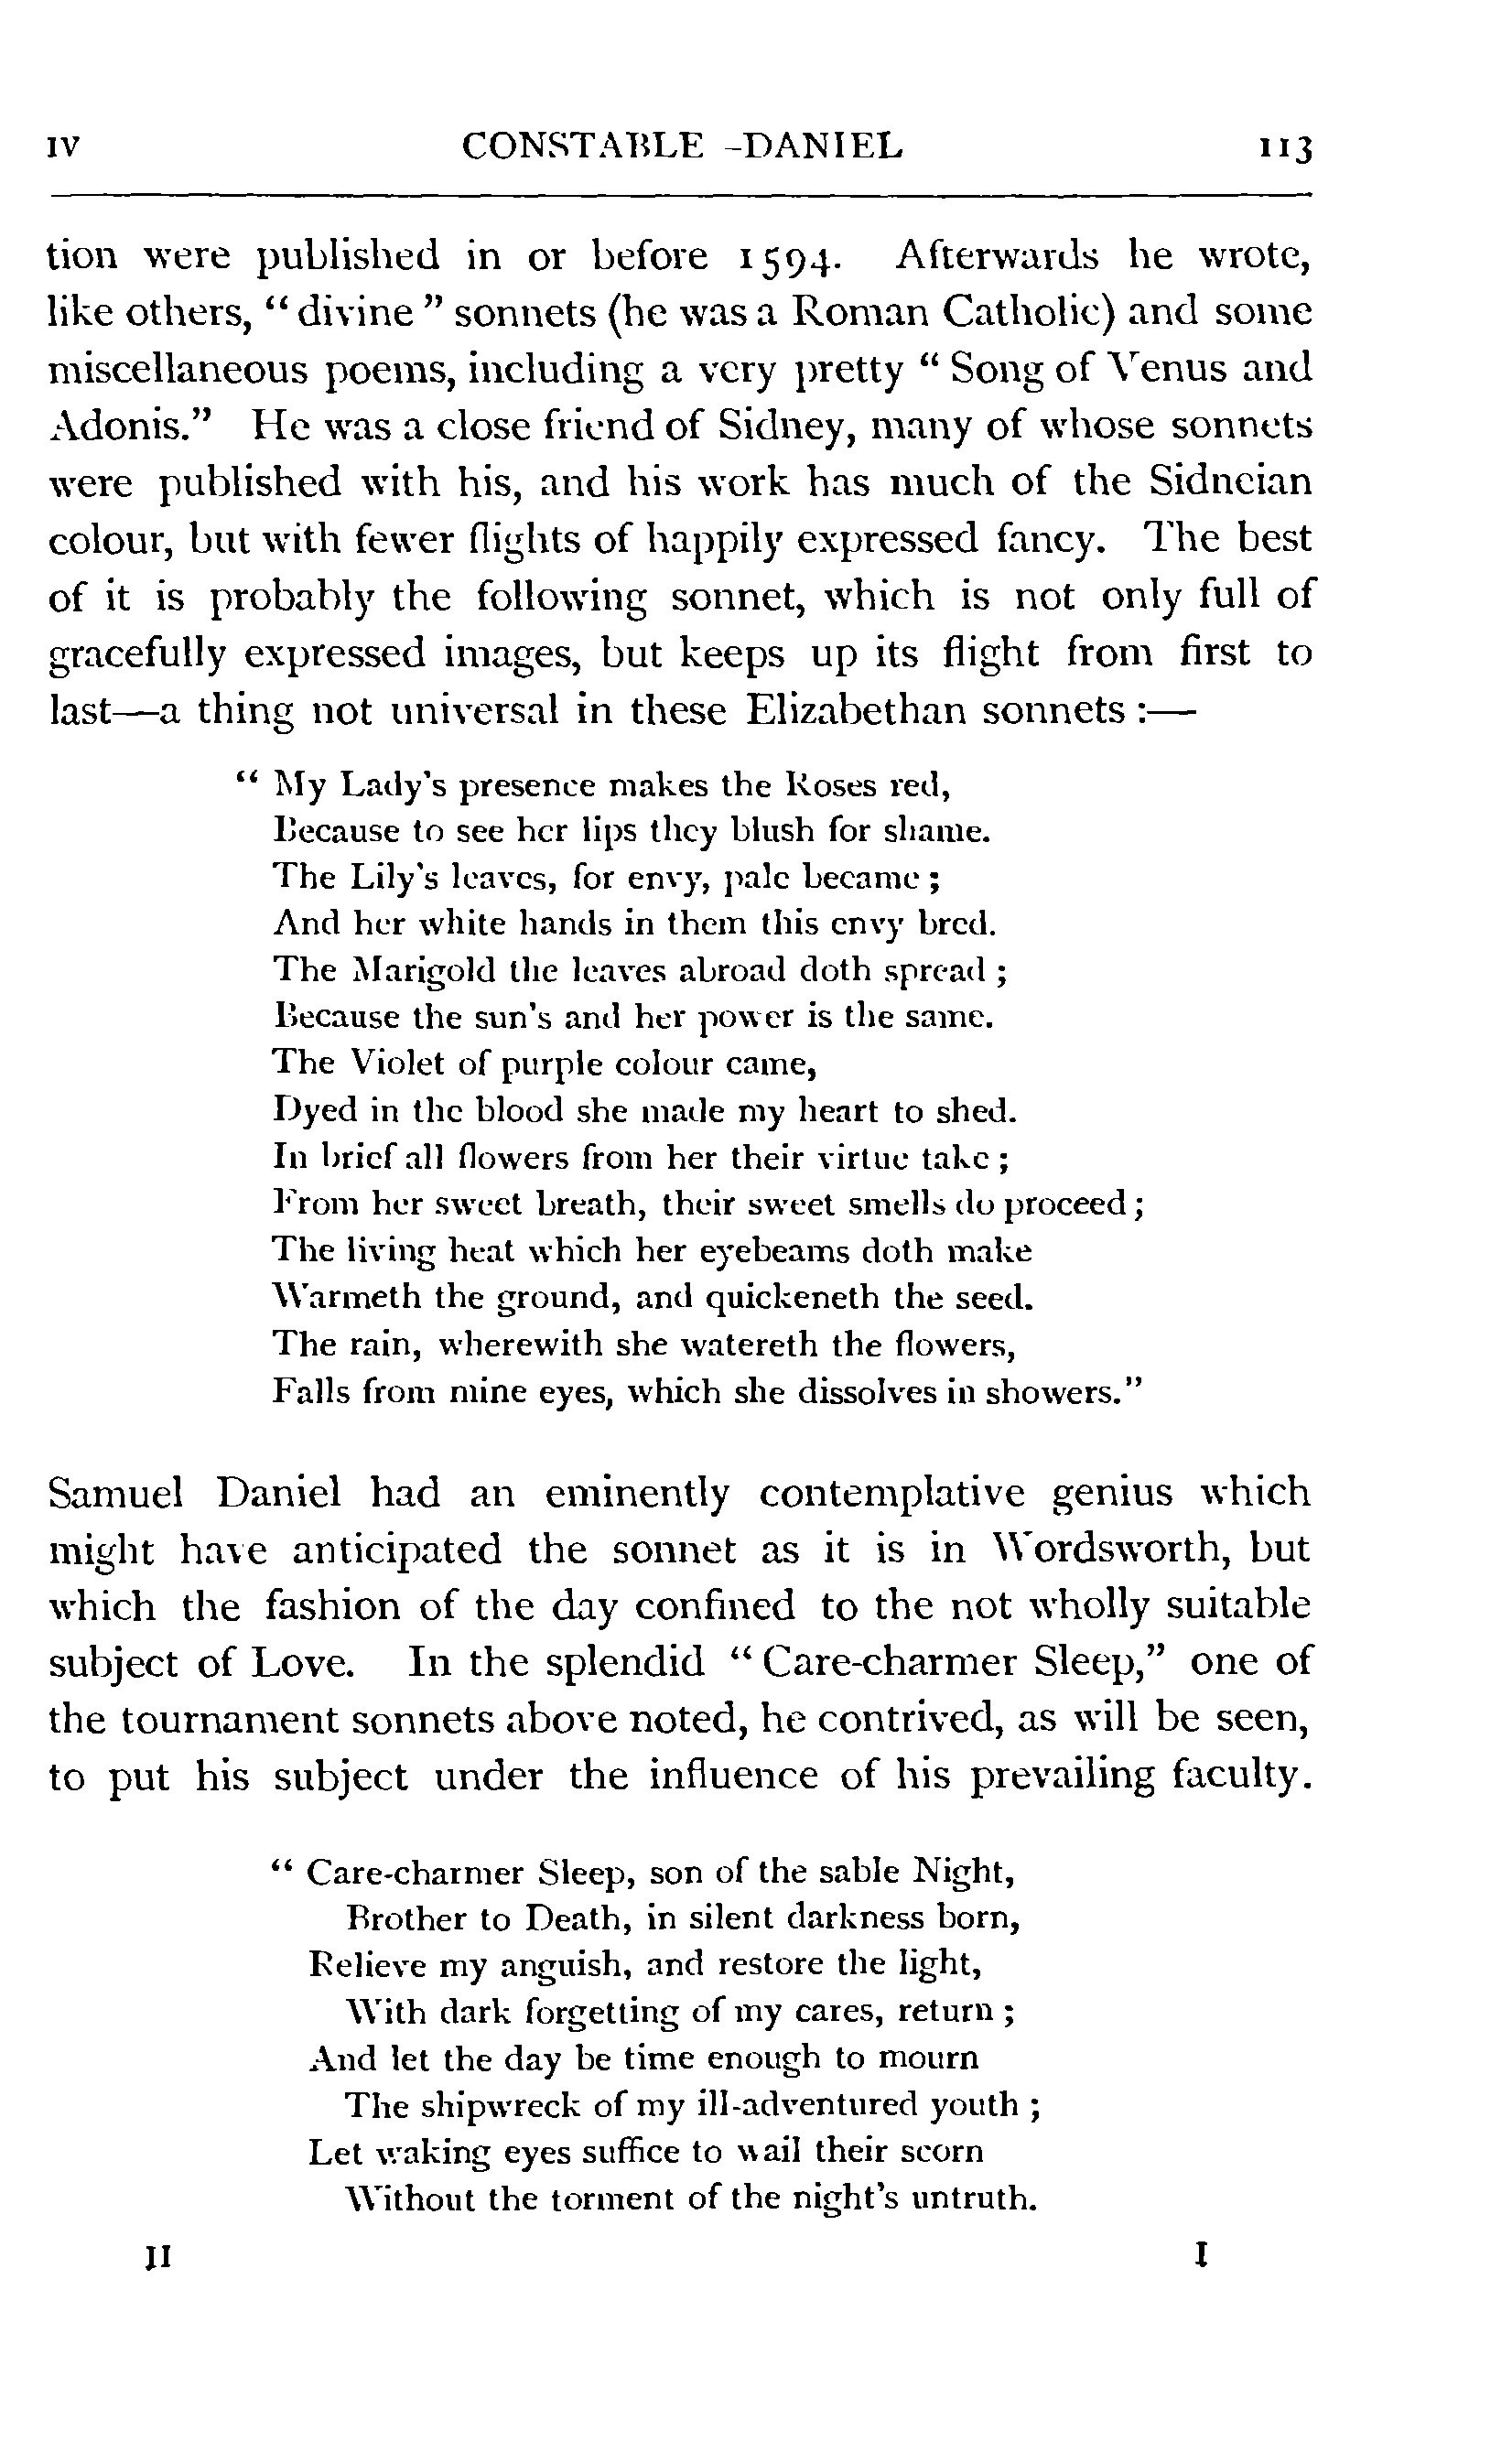 IV CONSTABLE–DANIEL 113
tion were published in or before 1594. Afterwards he wrote,
like others, “divine” sonnets (he was a Roman Catholic) and some
miscellaneous poems, including a very pretty “Song of Venus and
Adonis.” He was a close friend of Sidney, many of whose sonnets
were published with his, and his work has much of the Sidneian
colour, but with fewer flights of happily expressed fancy. The best
of it is probably the following sonnet, which is not only full of
gracefully expressed images, but keeps up its flight from first to
last—a thing not universal in these Elizabethan sonnets :—
“ My Lady's presence makes the Roses red,
Because to see her lips they blush for shame.
The Lily's leaves, for envy, pale became ;
And her white hands in them this envy bred.
The Marigold the leaves abroad doth spread ;
Because the sun's and her power is the same.
The Violet of purple colour came,
Dyed in the blood she made my heart to shed.
In brief all flowers from her their virtue take ;
From her sweet breath, their sweet smells do proceed ;
The living heat which her eyebeams doth make
Warmeth the ground, and quickeneth the seed.
The rain, wherewith she watereth the flowers,
Falls from mine eyes, which she dissolves in showers.”
Samuel Daniel had an eminently contemplative genius which
might have anticipated the sonnet as it is in Wordsworth, but
which the fashion of the day confined to the not wholly suitable
subject of Love. In the splendid “Care-charmer Sleep,” one of
the tournament sonnets above noted, he contrived, as will be seen,
to put his subject under the influence of his prevailing faculty.
“ Care-charmer Sleep, son of the sable Night,
Brother to Death, in silent darkness born,
Relieve my anguish, and restore the light,
With dark forgetting of my cares, return ;
And let the day be time enough to mourn
The shipwreck of my ill-adventured youth ;
Let waking eyes suffice to wail their scorn
Without the torment of the night's untruth.
II I